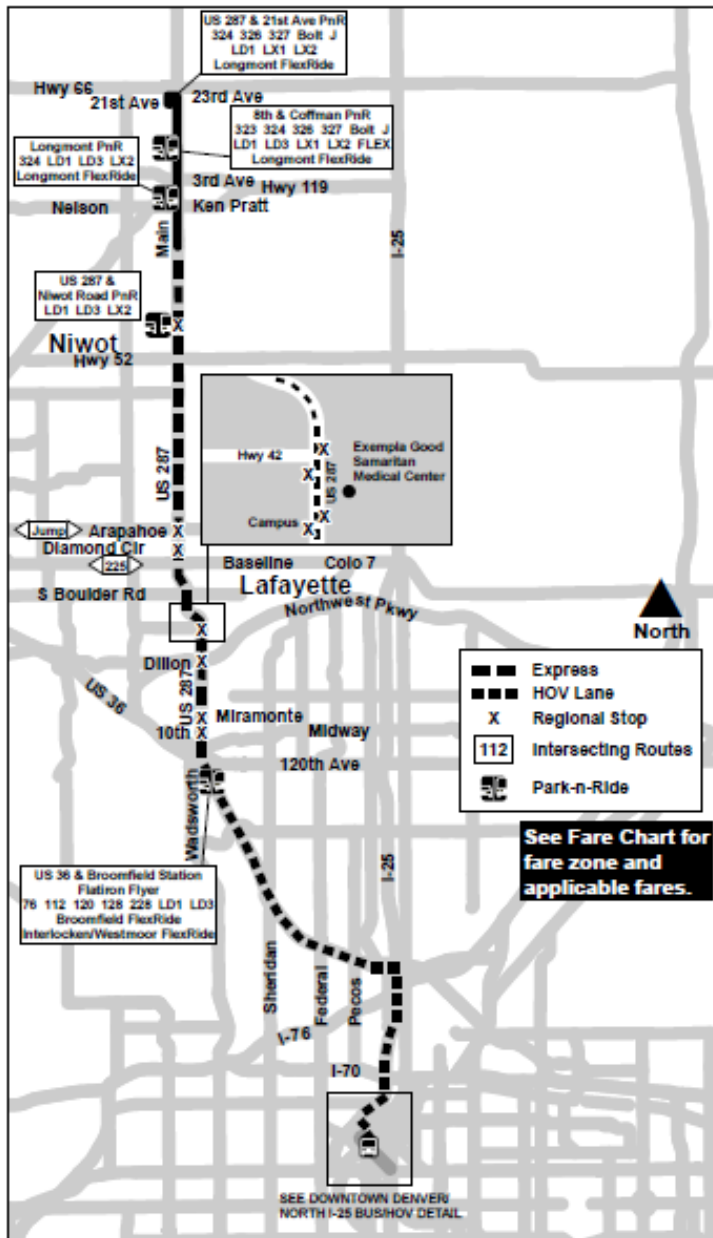 US 287 & 21st Ave PnR
324 326 327 Bolt J
LD1 LX1 LX2
Longmont FlexRide
Hwy 66
21st Ave
23rd Ave
8th & Coffman PnR
323 324 326 327 Bolt J
LD1 LD3 LX1 LX2 FLEX
Longmont FlexRide
Longmont PnR
324 LD1 LD3 LX2
Longmont FlexRide
3rd Ave
Hwy 119
Nelson
Ken Pratt
Main
I-25
US 287 &
Niwot Road PnR
LD1 LD3 LX2
Niwot
Hwy 52
US 287
Hwy 42
US 287
Exempla Good
Samaritan
Medical Center
Campus
Jump
Arapahoe
Diamond Cir
225
Baseline
Colo 7
S Boulder Rd
Lafayette
Northwest Pkwy
North
Dillon
US 36
US 287
Miramonte
10th
Midway
120th Ave
Express
HOV Lane
X Regional Stop
112 Intersecting Routes
Park-n-Ride
Wadsworth
I-25
See Fare Chart for
fare zone and
applicable fares.
US 36 & Broomfield Station
Flatiron Flyer
76 112 120 128 228 LD1 LD3
Broomfield FlexRide
Interlocken/Westmoor FlexRide
Sheridan
Federal
Pecos
I-76
I-70
SEE DOWNTOWN DENVER/
NORTH I-25 BUS/HOV DETAIL